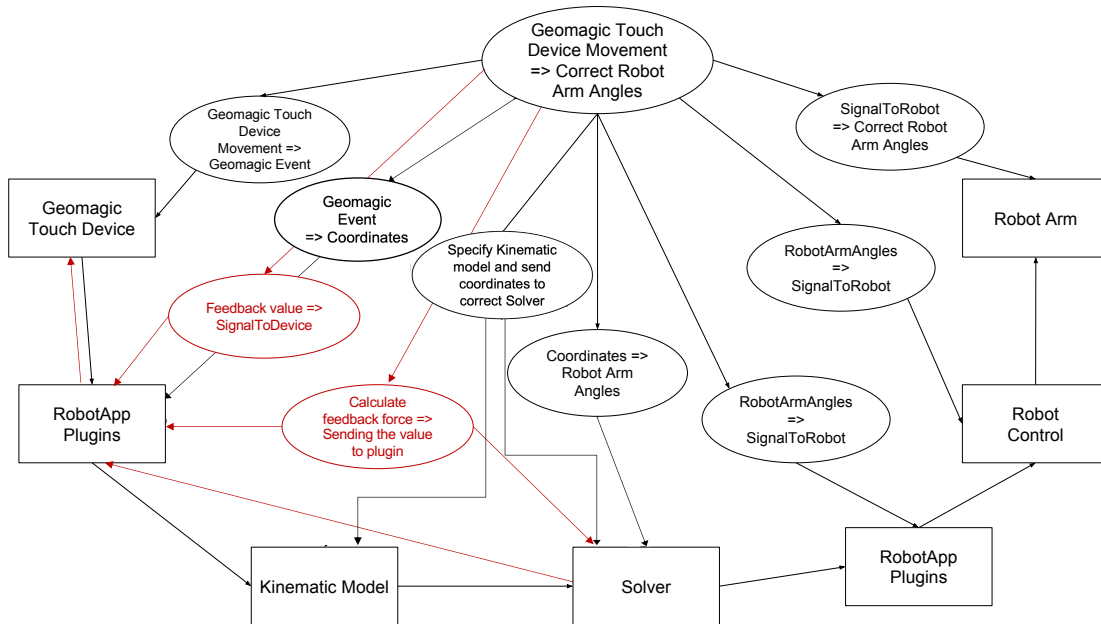 Geomagic Touch
Device Movement
=> Correct Robot
Arm Angles
Geomagic Touch
Device
Movement =>
Geomagic Event
SignalToRobot
=> Correct Robot
Arm Angles
Geomagic
Touch Device
Geomagic
Event
=> Coordinates
Robot Arm
Specify Kinematic
model and send
coordinates to
correct Solver
RobotArmAngles
=>
SignalToRobot
Feedback value =>
SignalToDevice
Coordinates =>
Robot Arm
Angles
RobotApp
Plugins
Calculate
feedback force =>
Sending the value
to plugin
RobotArmAngles
=>
SignalToRobot
Robot
Control
Kinematic Model
Solver
RobotApp
Plugins